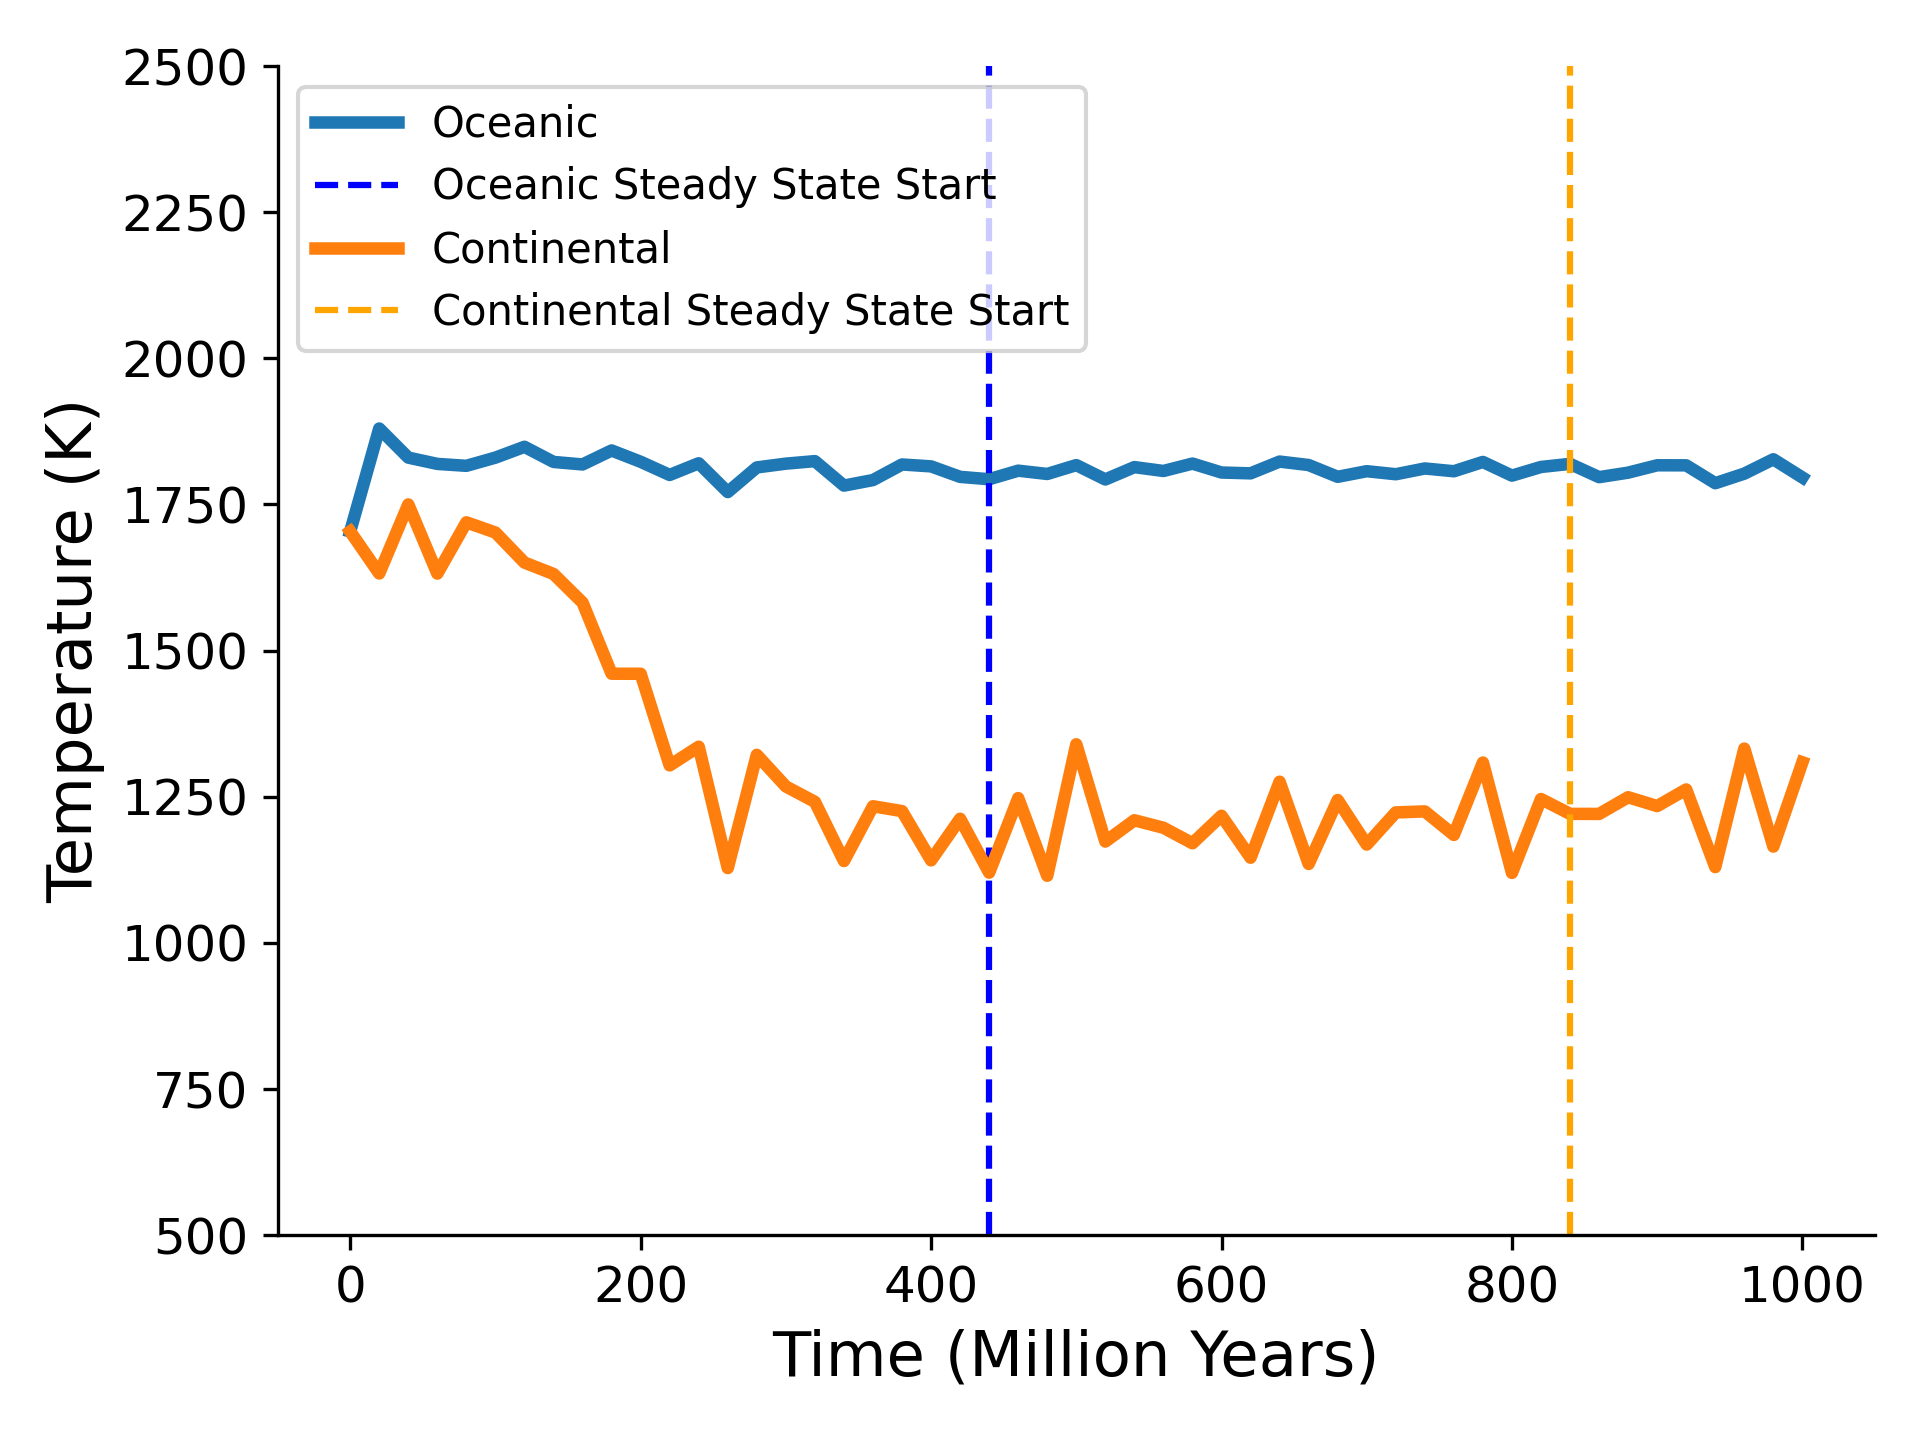 2500
2250
2000
1750
1500
1250
1000
750
500
Temperature (K)
Oceanic
Oceanic Steady State Start
Continental
Continental Steady State Start
0 200 400 600 800 1000
Time (Million Years)